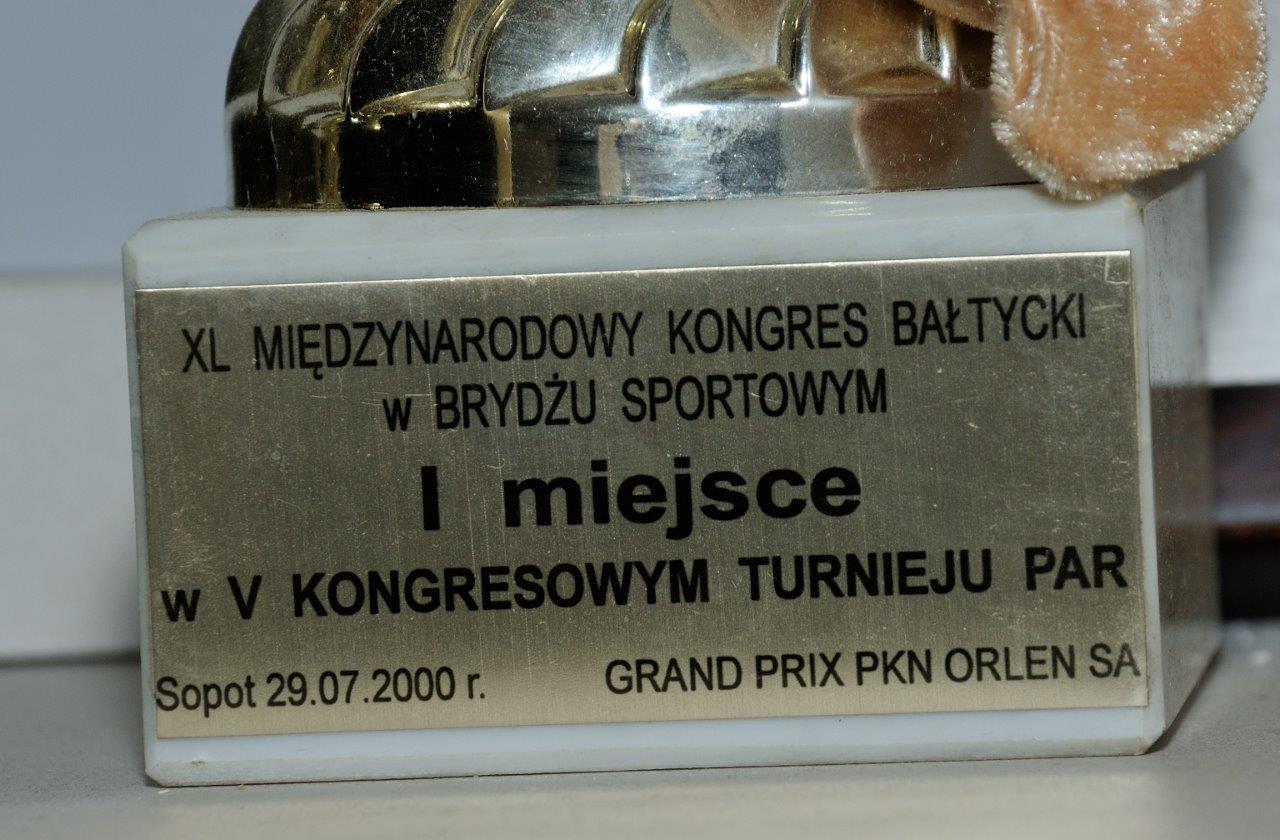 XL MIĘDZYNARODOWY KONGRES BAŁTYCKI
w BRYDŻU SPORTOWYM
I miejsce
w V KONGRESOWYM TURNIEJU PAR
Sopot 29.07.2000 r. GRAND PRIX PKN ORLEN SA